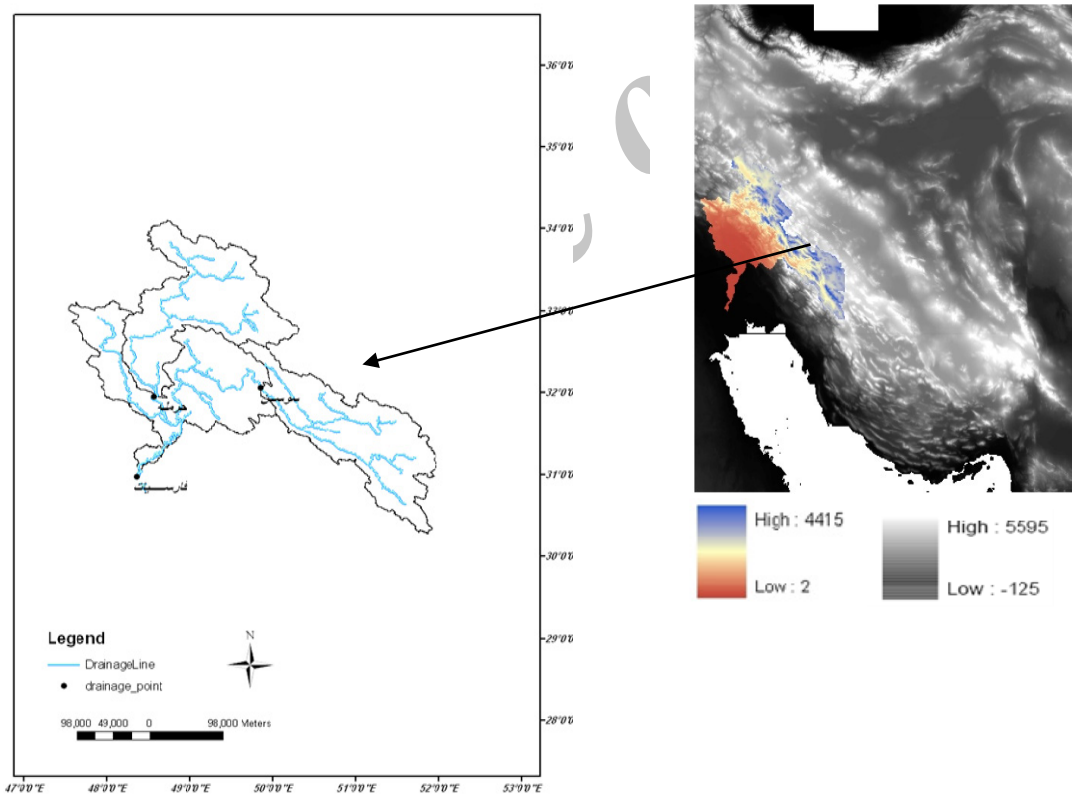 36°0'0"
35°0'0"
34°0'0"
33°0'0"
32°0'0"
31°0'0"
30°0'0"
29°0'0"
28°0'0"
سوسن
حرمله
فارسیات
Legend
DrainageLine
drainage_point
N
98,000 49,000 0 98,000 Meters
47°0'0"E 48°0'0"E 49°0'0"E 50°0'0"E 51°0'0"E 52°0'0"E 53°0'0"E
High : 4415
Low : 2
High : 5595
Low : -125